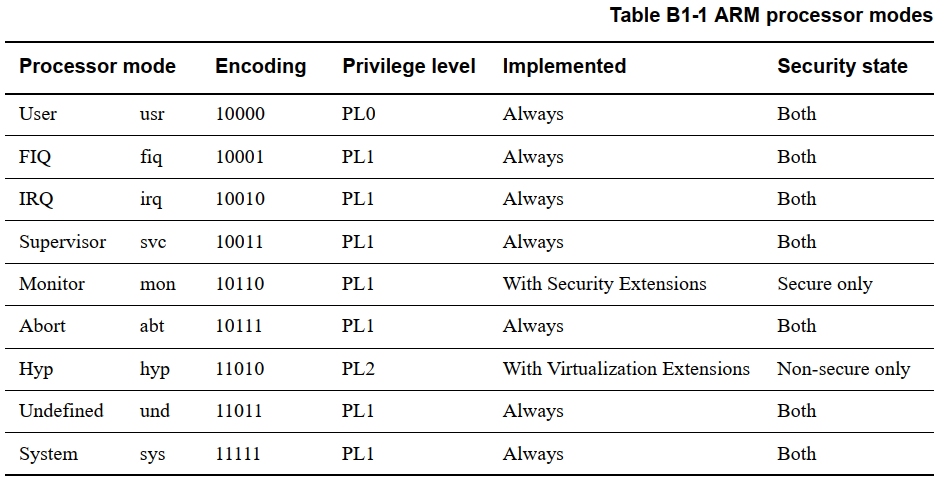 Table B1-1 ARM processor modes
Processor mode Encoding Privilege level Implemented Security state
User usr 10000 PL0 Always Both
FIQ fiq 10001 PL1 Always Both
IRQ irq 10010 PL1 Always Both
Supervisor svc 10011 PL1 Always Both
Monitor mon 10110 PL1 With Security Extensions Secure only
Abort abt 10111 PL1 Always Both
Hyp hyp 11010 PL2 With Virtualization Extensions Non-secure only
Undefined und 11011 PL1 Always Both
System sys 11111 PL1 Always Both